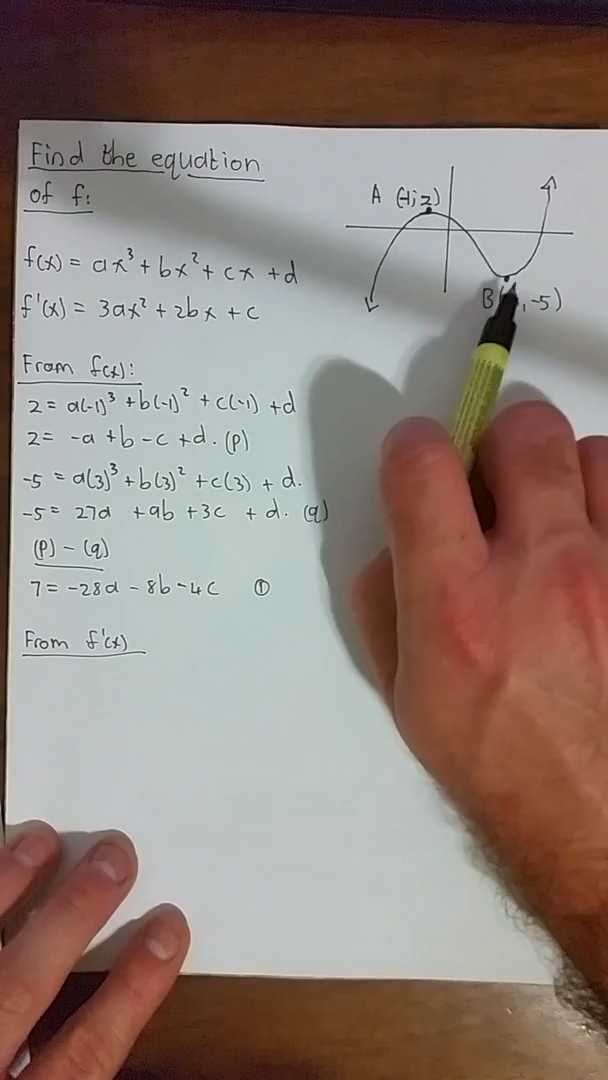 Find the equation
of f:
A (-1; 2)
f(x) = ax³ + bx² + cx + d
f'(x) = 3ax² + 2bx + c
B( , -5)
From f(x):
2 = a(-1)³ + b(-1)² + c(-1) + d
2 = -a + b - c + d. (p)
-5 = a(3)³ + b(3)² + c(3) + d.
-5 = 27a + 9b + 3c + d. (q)
(p) - (q)
7 = -28a - 8b - 4c ①
From f'(x)